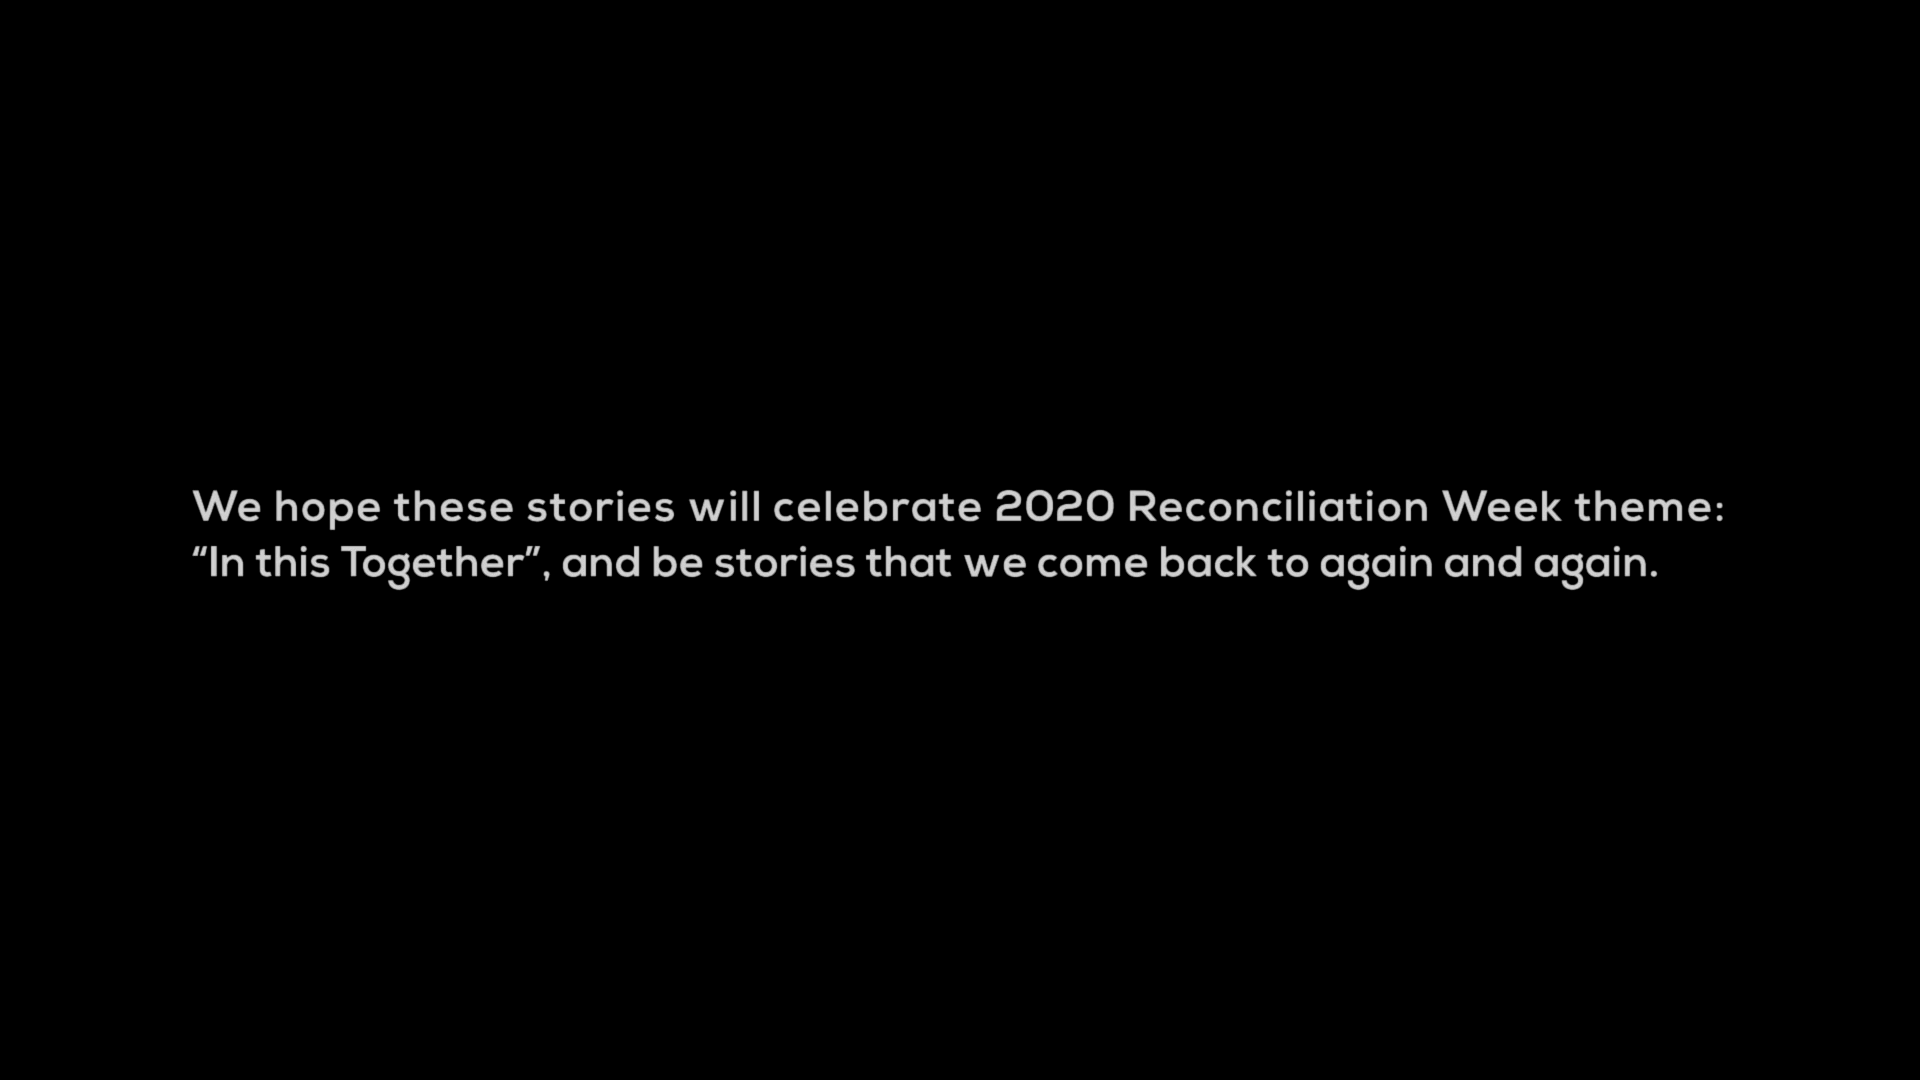 We hope these stories will celebrate 2020 Reconciliation Week theme:
“In this Together”, and be stories that we come back to again and again.